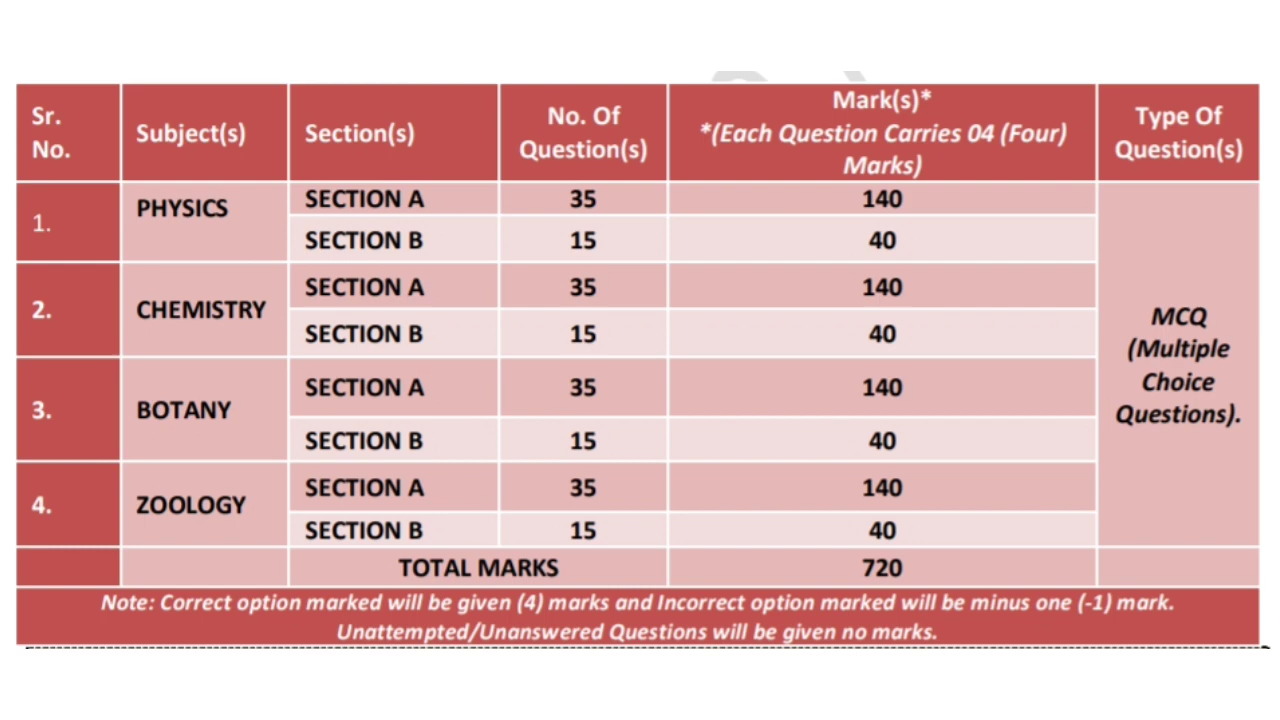 Sr. No.
Subject(s)
Section(s)
No. Of Question(s)
Mark(s)*
*(Each Question Carries 04 (Four) Marks)
Type Of Question(s)
1.
PHYSICS
SECTION A 35 140
SECTION B 15 40
2.
CHEMISTRY
SECTION A 35 140
SECTION B 15 40
3.
BOTANY
SECTION A 35 140
SECTION B 15 40
4.
ZOOLOGY
SECTION A 35 140
SECTION B 15 40
MCQ
(Multiple
Choice
Questions).
TOTAL MARKS 720
Note: Correct option marked will be given (4) marks and Incorrect option marked will be minus one (-1) mark.
Unattempted/Unanswered Questions will be given no marks.